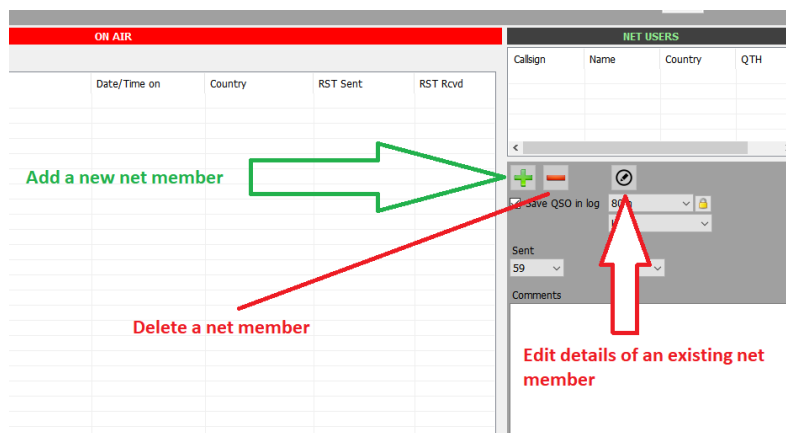 ON AIR
NET USERS
Callsign Name Country QTH
Date/Time on Country RST Sent RST Rcvd
Add a new net member
Save QSO in log
Sent
59
Comments
Delete a net member
Edit details of an existing net
member